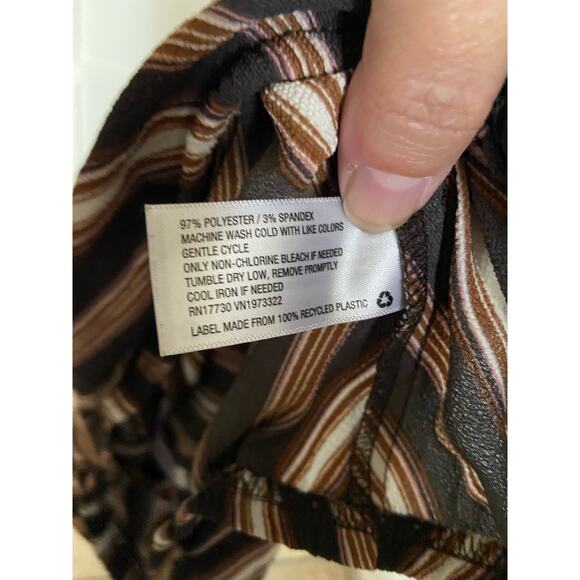 97% POLYESTER / 3% SPANDEX
MACHINE WASH COLD WITH LIKE COLORS
GENTLE CYCLE
ONLY NON-CHLORINE BLEACH IF NEEDED
TUMBLE DRY LOW, REMOVE PROMPTLY
COOL IRON IF NEEDED
RN17730 VN1973322
LABEL MADE FROM 100% RECYCLED PLASTIC